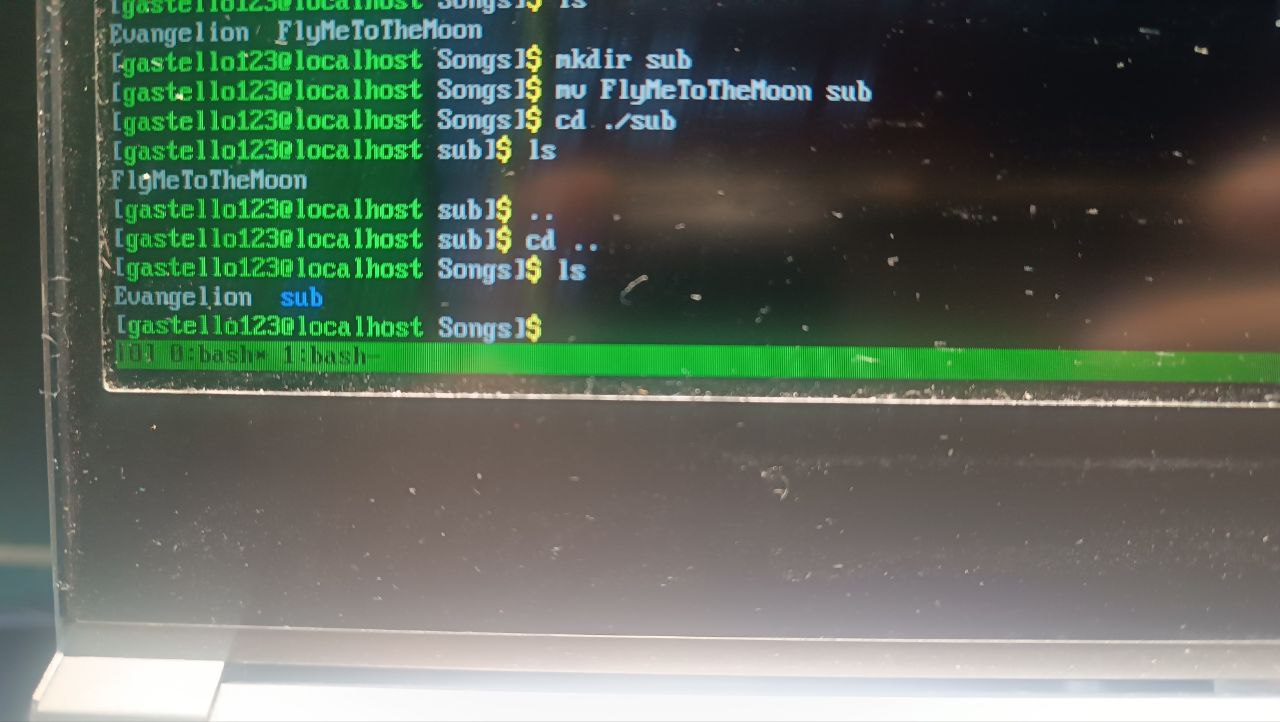 [gastello123@localhost Songs]$ ls
Evangelion  FlyMeToTheMoon
[gastello123@localhost Songs]$ mkdir sub
[gastello123@localhost Songs]$ mv FlyMeToTheMoon sub
[gastello123@localhost Songs]$ cd ./sub
[gastello123@localhost sub]$ ls
FlyMeToTheMoon
[gastello123@localhost sub]$ ..
[gastello123@localhost sub]$ cd ..
[gastello123@localhost Songs]$ ls
Evangelion  sub
[gastello123@localhost Songs]$
[0] 0:bash* 1:bash-